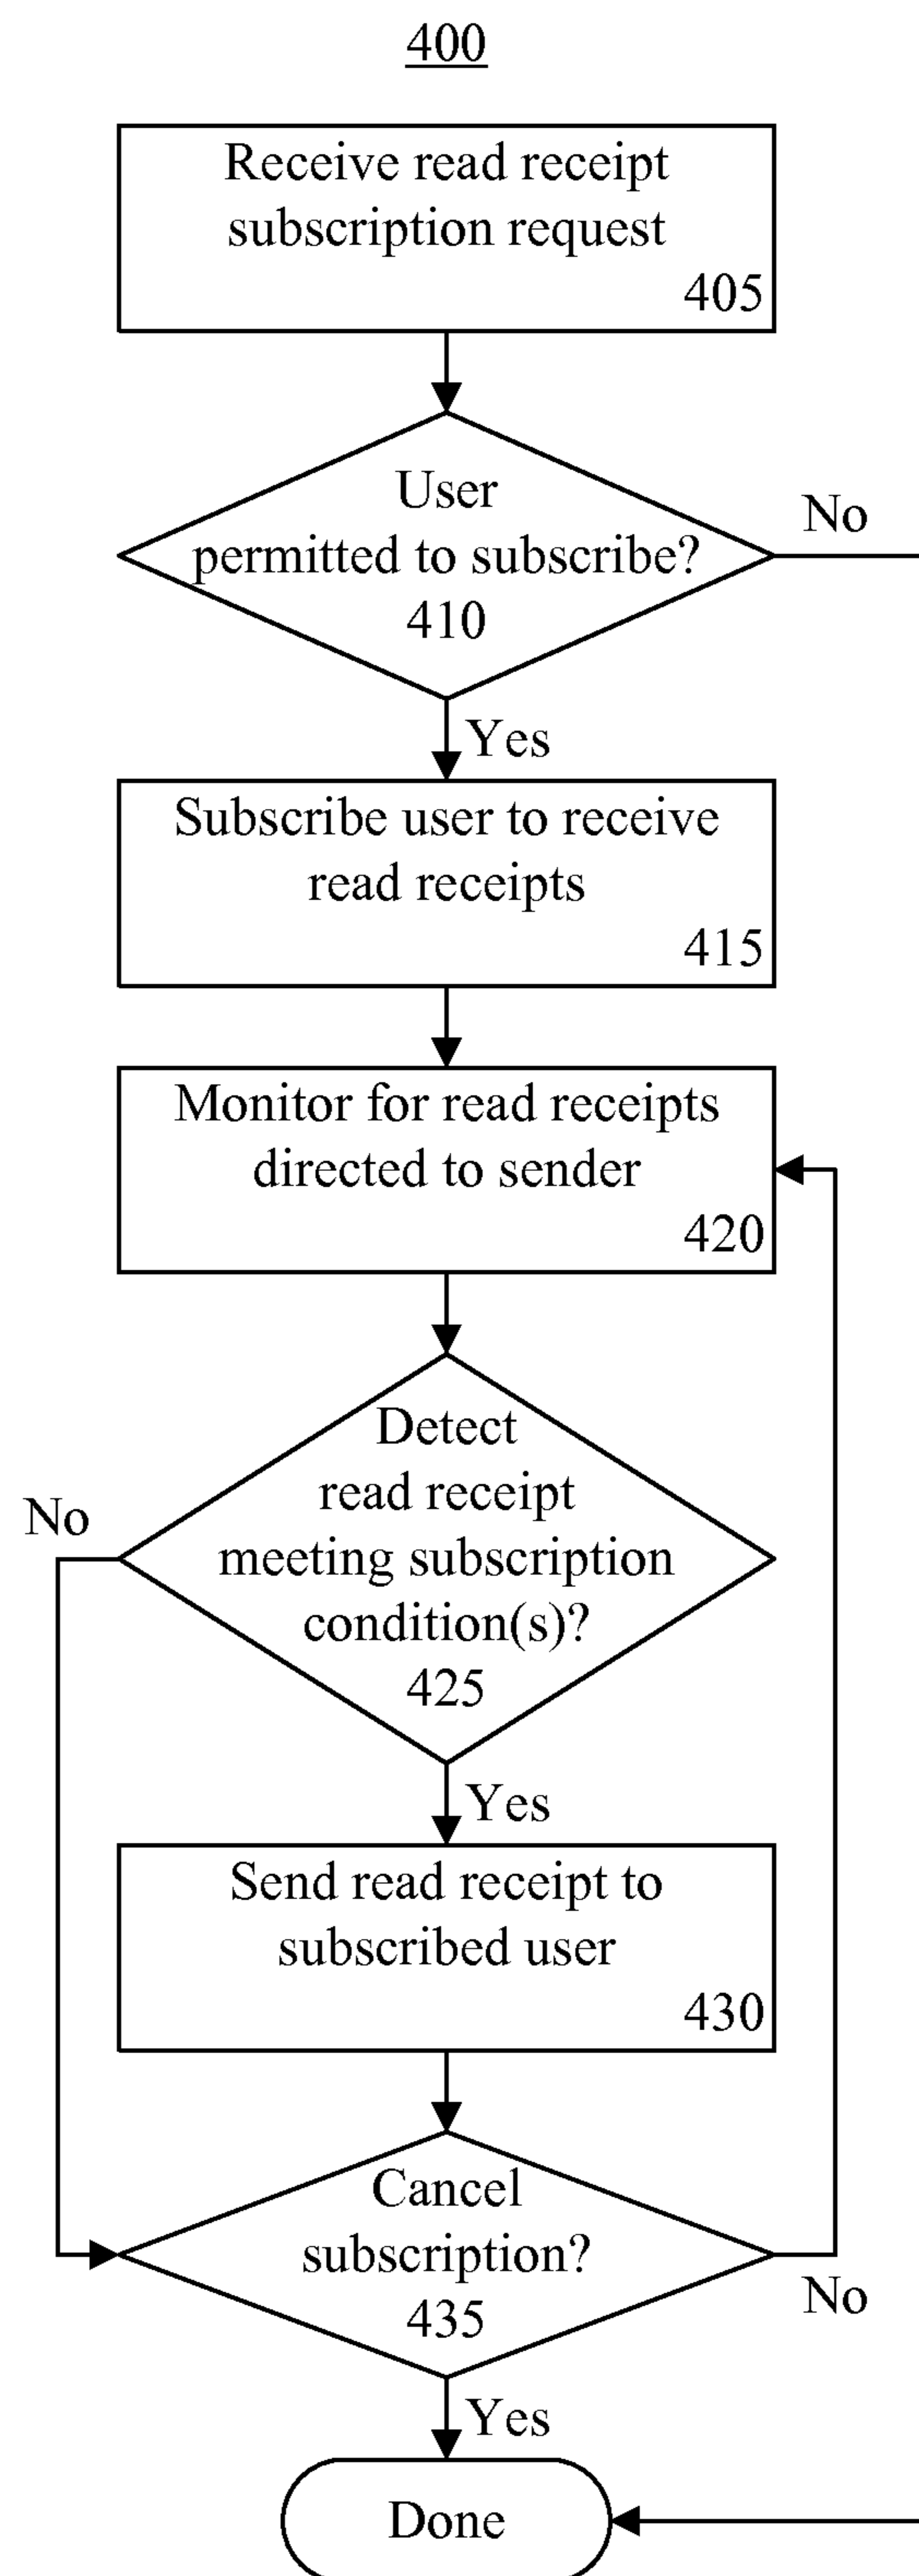 400
Receive read receipt
subscription request
405
User
permitted to subscribe?
410
No
Yes
Subscribe user to receive
read receipts
415
Monitor for read receipts
directed to sender
420
Detect
read receipt
meeting subscription
condition(s)?
425
No
Yes
Send read receipt to
subscribed user
430
Cancel
subscription?
435
No
Yes
Done